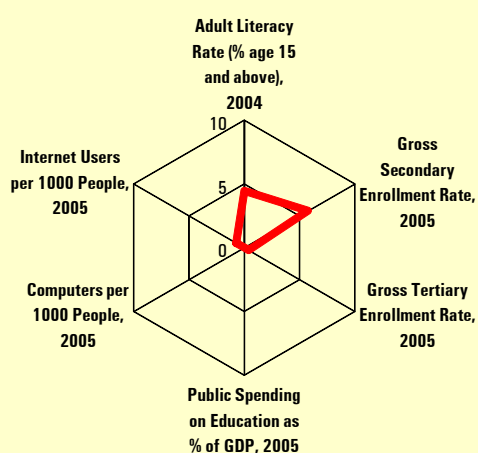 Adult Literacy
Rate (% age 15
and above),
2004
10
5
0
Gross
Secondary
Enrollment Rate,
2005
Gross Tertiary
Enrollment Rate,
2005
Public Spending
on Education as
% of GDP, 2005
Computers per
1000 People,
2005
Internet Users
per 1000 People,
2005